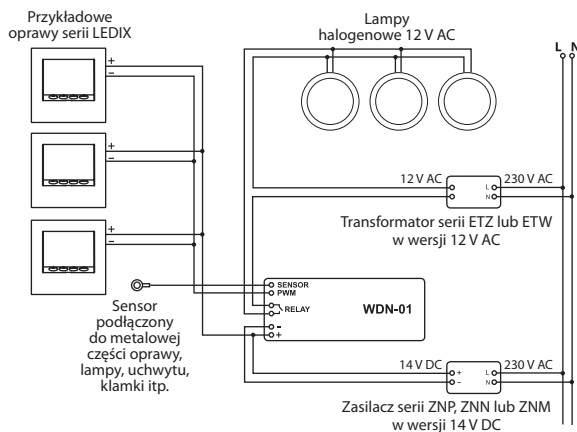 Przykładowe
oprawy serii LEDIX
+
−
+
−
+
−
Lampy
halogenowe 12 V AC
L N
12 V AC
230 V AC
L
N
Transformator serii ETZ lub ETW
w wersji 12 V AC
SENSOR
PWM
RELAY
-
+
WDN-01
Sensor
podłączony
do metalowej
części oprawy,
lampy, uchwytu,
klamki itp.
14 V DC
230 V AC
+
−
L
N
Zasilacz serii ZNP, ZNN lub ZNM
w wersji 14 V DC